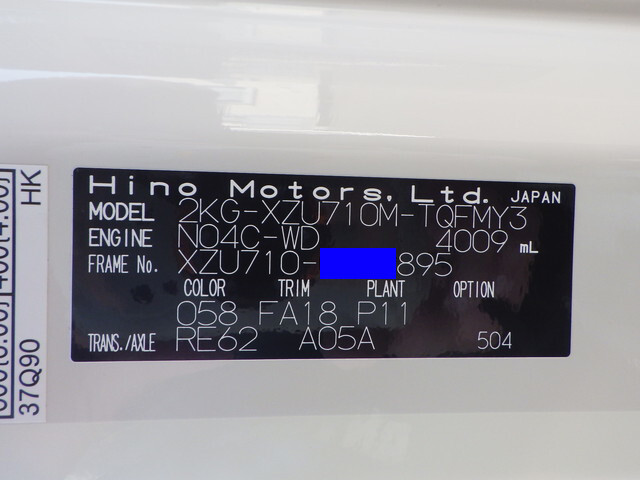 Hino Motors, Ltd. JAPAN
MODEL 2KG-XZU710M-TQFMY3
ENGINE N04C-WD 4009 mL
FRAME No. XZU710- 895
COLOR TRIM PLANT OPTION
058 FA18 P11
TRANS./AXLE RE62 A05A 504
HK
37Q90